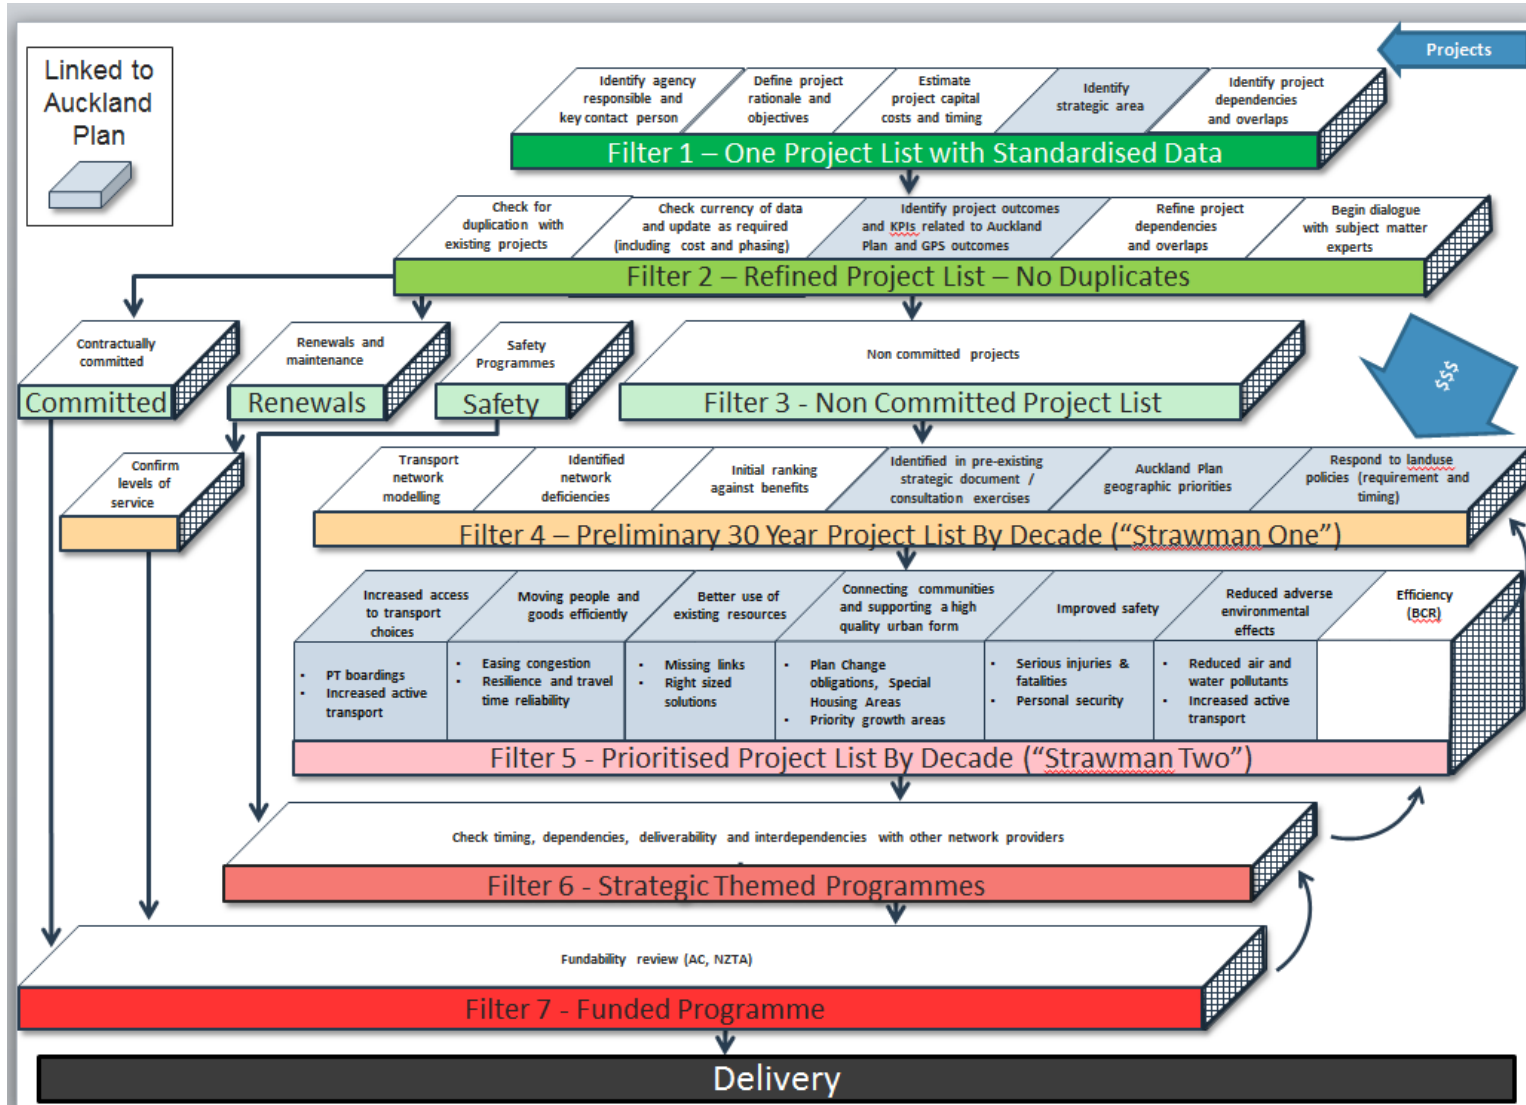 Linked to
Auckland
Plan
Projects
Identify agency
responsible and
key contact person
Define project
rationale and
objectives
Estimate
project capital
costs and timing
Identify
strategic area
Identify project
dependencies
and overlaps
Filter 1 – One Project List with Standardised Data
Check for
duplication with
existing projects
Check currency of data
and update as required
(including cost and phasing)
Identify project outcomes
and KPIs related to Auckland
Plan and GPS outcomes
Refine project
dependencies
and overlaps
Begin dialogue
with subject matter
experts
Filter 2 – Refined Project List – No Duplicates
Contractually
committed
Committed
Renewals and
maintenance
Renewals
Safety
Programmes
Safety
Non committed projects
Filter 3 - Non Committed Project List
$$$
Confirm
levels of
service
Transport
network
modelling
Identified
network
deficiencies
Initial ranking
against benefits
Identified in pre-existing
strategic document /
consultation exercises
Auckland Plan
geographic priorities
Respond to landuse
policies (requirement and
timing)
Filter 4 – Preliminary 30 Year Project List By Decade (“Strawman One”)
Increased access
to transport
choices
Moving people and
goods efficiently
Better use of
existing resources
Connecting communities
and supporting a high
quality urban form
Improved safety
Reduced adverse
environmental
effects
Efficiency
(BCR)
• PT boardings
• Increased active
transport
• Easing congestion
• Resilience and travel
time reliability
• Missing links
• Right sized
solutions
• Plan Change
obligations, Special
Housing Areas
• Priority growth areas
• Serious injuries &
fatalities
• Personal security
• Reduced air and
water pollutants
• Increased active
transport
Filter 5 - Prioritised Project List By Decade (“Strawman Two”)
Check timing, dependencies, deliverability and interdependencies with other network providers
Filter 6 - Strategic Themed Programmes
Fundability review (AC, NZTA)
Filter 7 - Funded Programme
Delivery